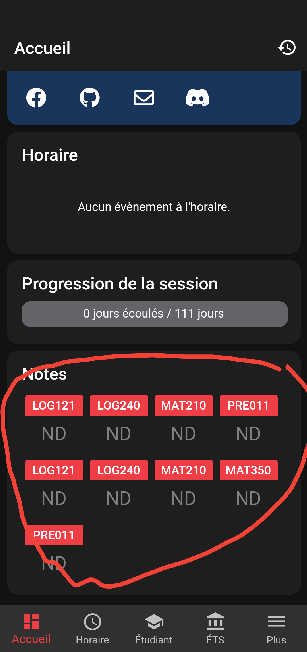 Accueil
Horaire
Aucun évènement à l'horaire.
Progression de la session
0 jours écoulés / 111 jours
Notes
LOG121 LOG240 MAT210 PRE011
ND ND ND ND
LOG121 LOG240 MAT210 MAT350
ND ND ND ND
PRE011
ND
Accueil Horaire Étudiant ÉTS Plus